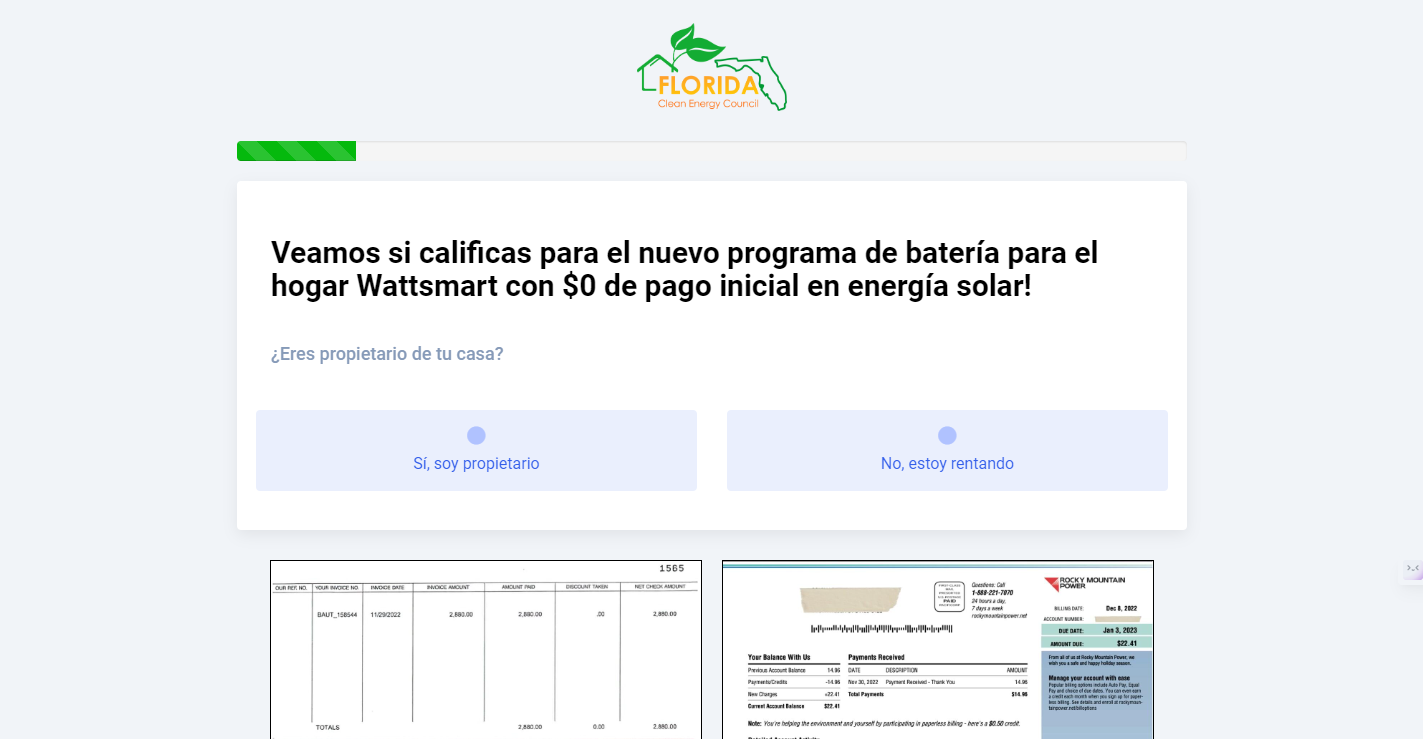 FLORIDA
Clean Energy Council
Veamos si calificas para el nuevo programa de batería para el
hogar Wattsmart con $0 de pago inicial en energía solar!
¿Eres propietario de tu casa?
Sí, soy propietario
No, estoy rentando
1565
OUR REF. NO. YOUR INVOICE NO. INVOICE DATE INVOICE AMOUNT AMOUNT PAID DISCOUNT TAKEN NET CHECK AMOUNT
BAUT_158544 11/29/2022 2,880.00 2,880.00 .00 2,880.00
TOTALS 2,880.00 0.00 2,880.00
PAID
Questions: Call
1-888-221-7070
24 hours a day,
7 days a week
rockymountainpower.net
ROCKY MOUNTAIN
POWER
BILLING DATE: Dec 8, 2022
ACCOUNT NUMBER:
DUE DATE: Jan 3, 2023
AMOUNT DUE: $22.41
Your Balance With Us
Previous Account Balance 14.96
Payments/Credits -14.96
New Charges +22.41
Current Account Balance $22.41
Payments Received
DATE DESCRIPTION AMOUNT
Nov 30, 2022 Payment Received - Thank You 14.96
Total Payments $14.96
From all of us at Rocky Mountain Power, we
wish you a safe and happy holiday season.
Manage your account with ease
Popular billing options include Auto Pay, Equal
Pay and choice of due dates. You can even earn
a credit each month when you sign up for paper-
less billing. See details and enroll at rockymoun-
tainpower.net/billoptions
Note: You're helping the environment and yourself by participating in paperless billing - here's a $0.50 credit.